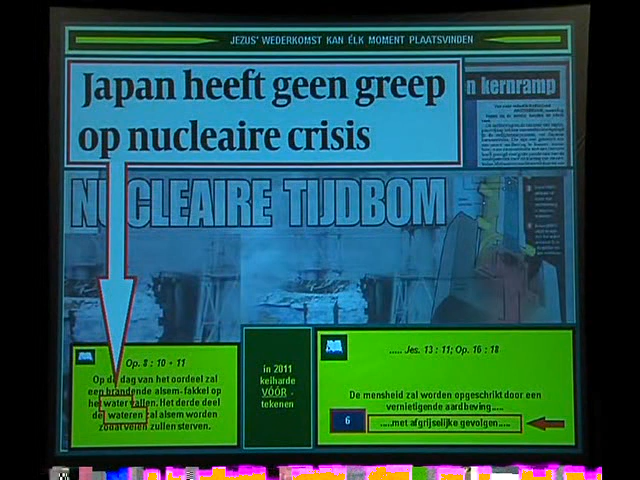 JEZUS' WEDERKOMST KAN ÉLK MOMENT PLAATSVINDEN
Japan heeft geen greep
op nucleaire crisis
n kernramp
NUCLEAIRE TIJDBOM
Op. 8 : 10 - 11
Op de dag van het oordeel zal
een brandende alsem-fakkel op
het water vallen. Het derde deel
der wateren zal alsem worden
zodat velen zullen sterven.
in 2011
keiharde
VÓÓR -
tekenen
..... Jes. 13 : 11; Op. 16 : 18
De mensheid zal worden opgeschrikt door een
vernietigende aardbeving.....
6
.....met afgrijselijke gevolgen.....